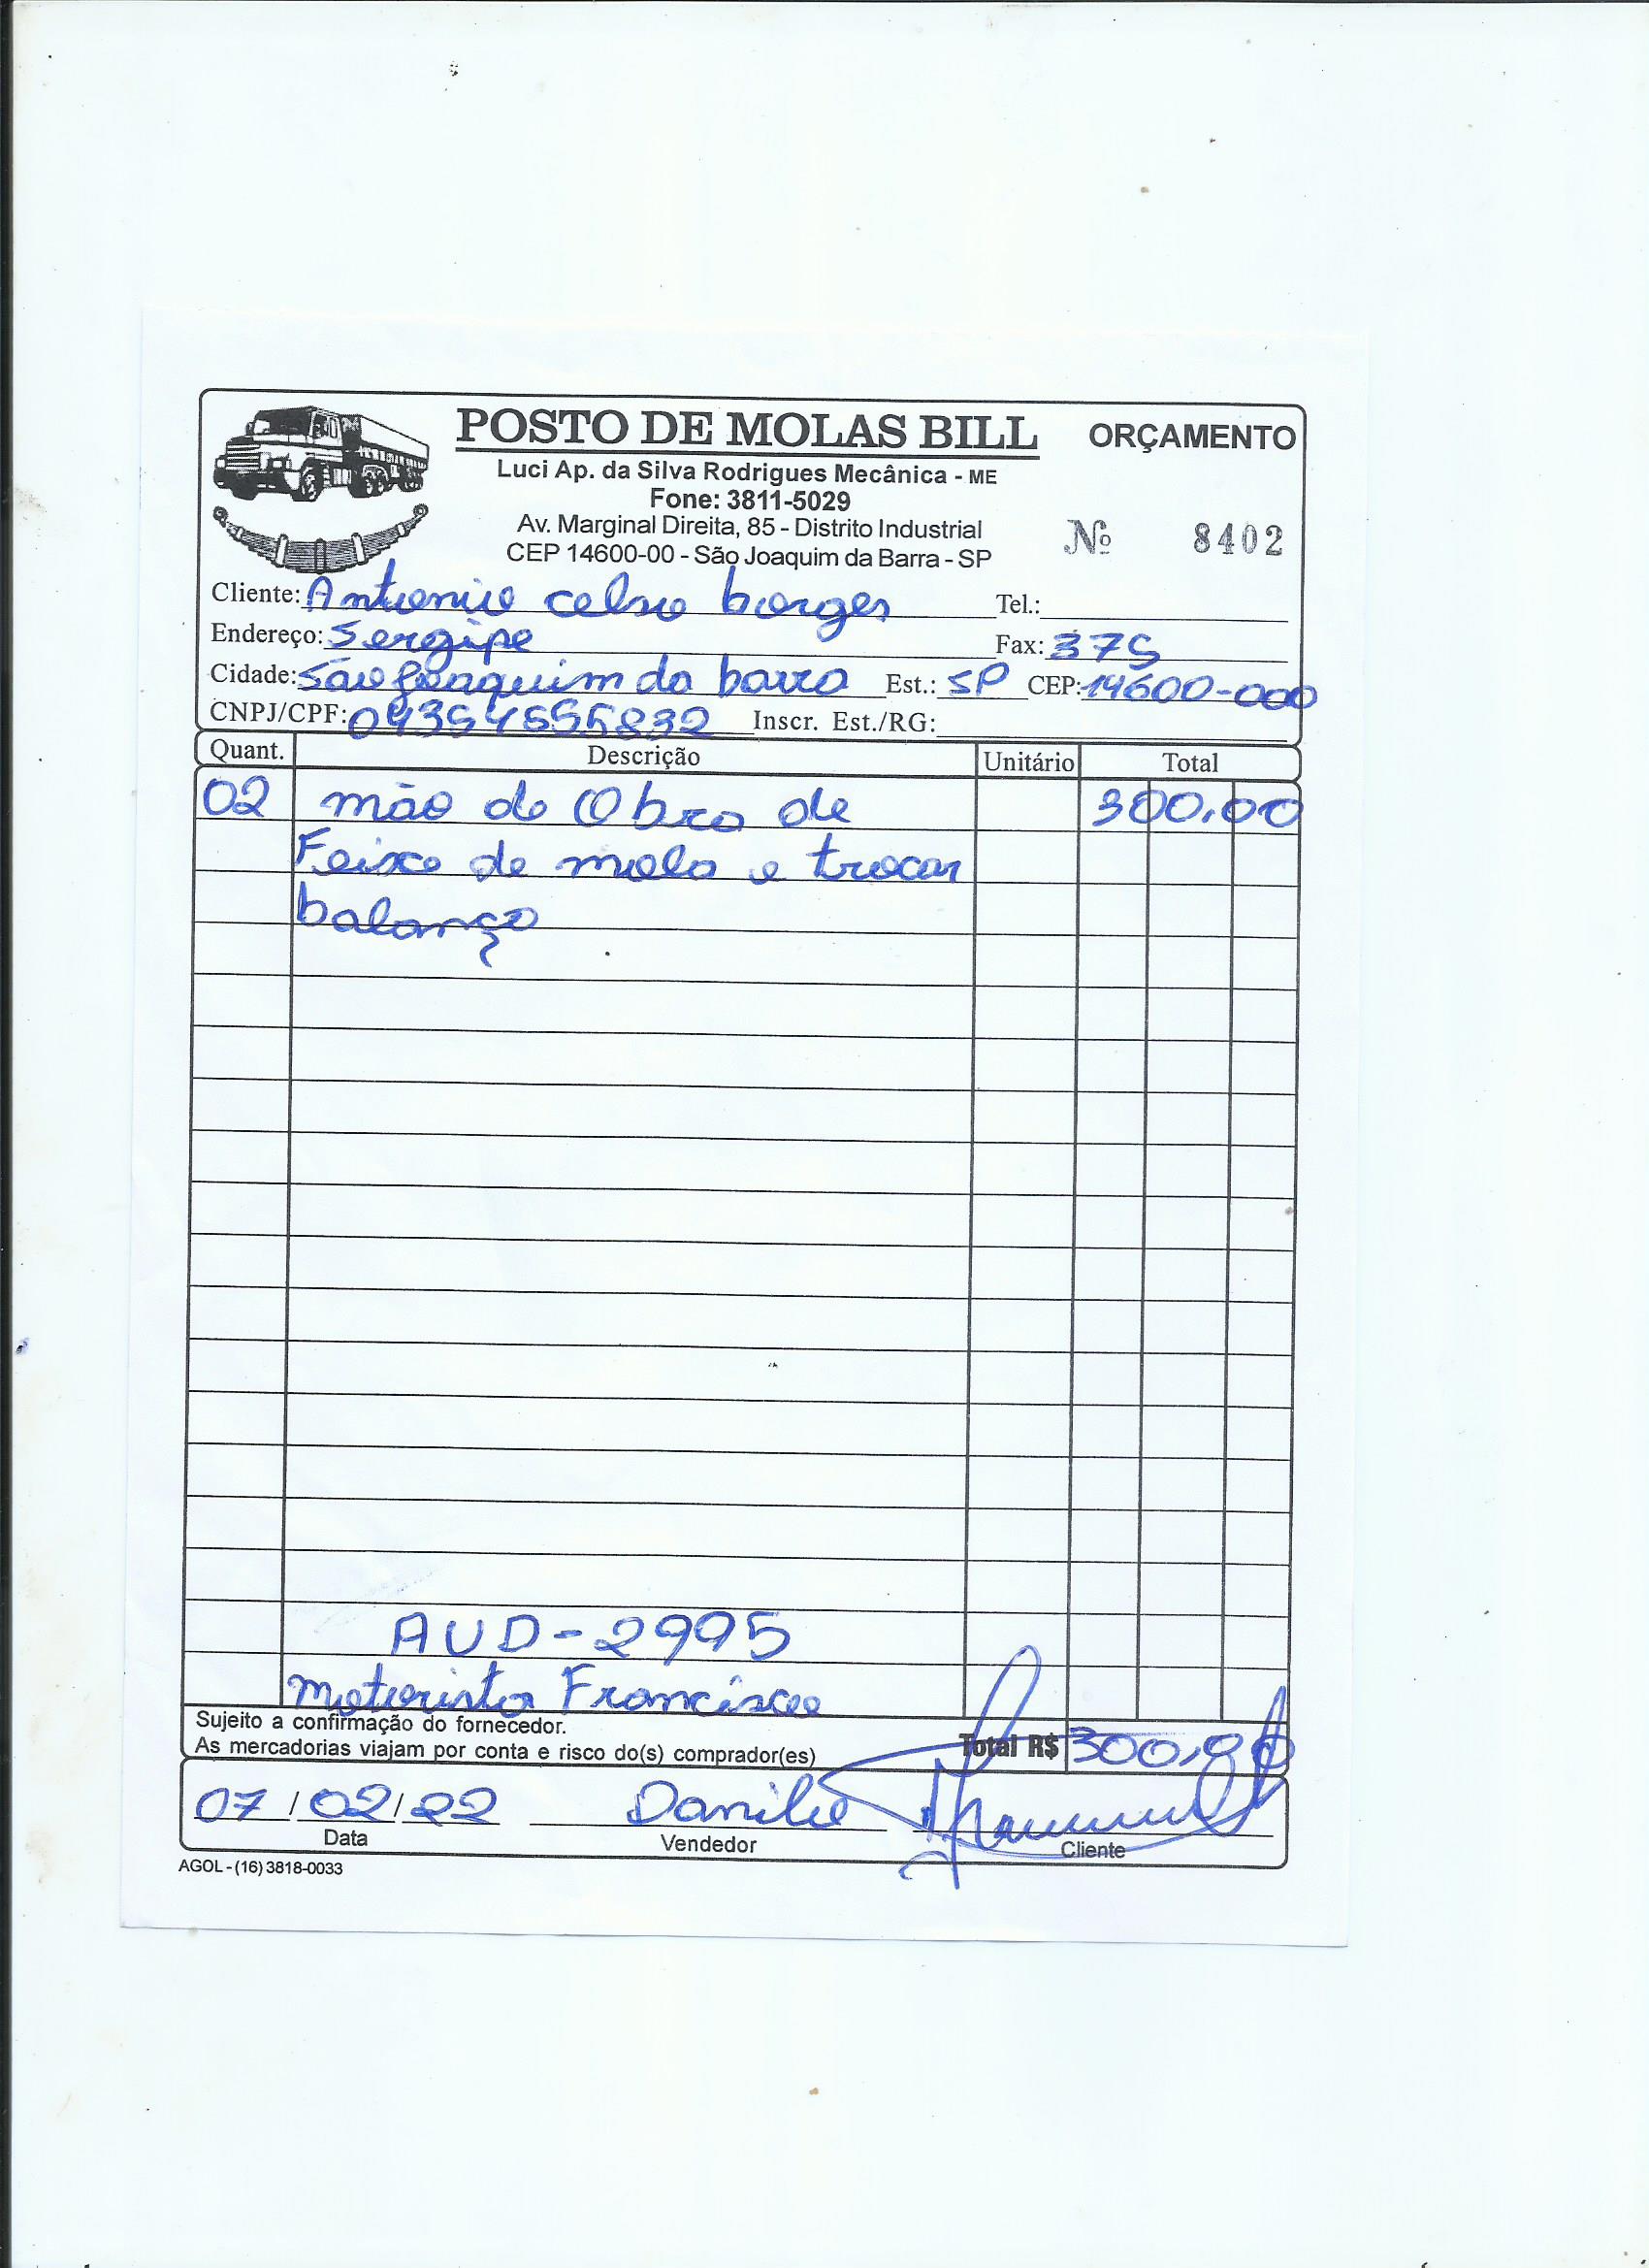 POSTO DE MOLAS BILL ORÇAMENTO
Luci Ap. da Silva Rodrigues Mecânica - ME
Fone: 3811-5029
Av. Marginal Direita, 85 - Distrito Industrial
CEP 14600-00 - São Joaquim da Barra - SP
Nº 8402
Cliente: Antonio celso borges Tel.:
Endereço: Sergipe Fax: 375
Cidade: São Joaquim da barra Est.: SP CEP: 14600-000
CNPJ/CPF: 04354555832 Inscr. Est./RG:
Quant. Descrição Unitário Total
02 mão de Obra de 300,00
Feixe de mola e trocar
balanço
AUD-2995
motorista Francisco
Sujeito a confirmação do fornecedor.
As mercadorias viajam por conta e risco do(s) comprador(es) Total R$ 300,00
07/02/22 Danilo
Data Vendedor Cliente
AGOL - (16) 3818-0033